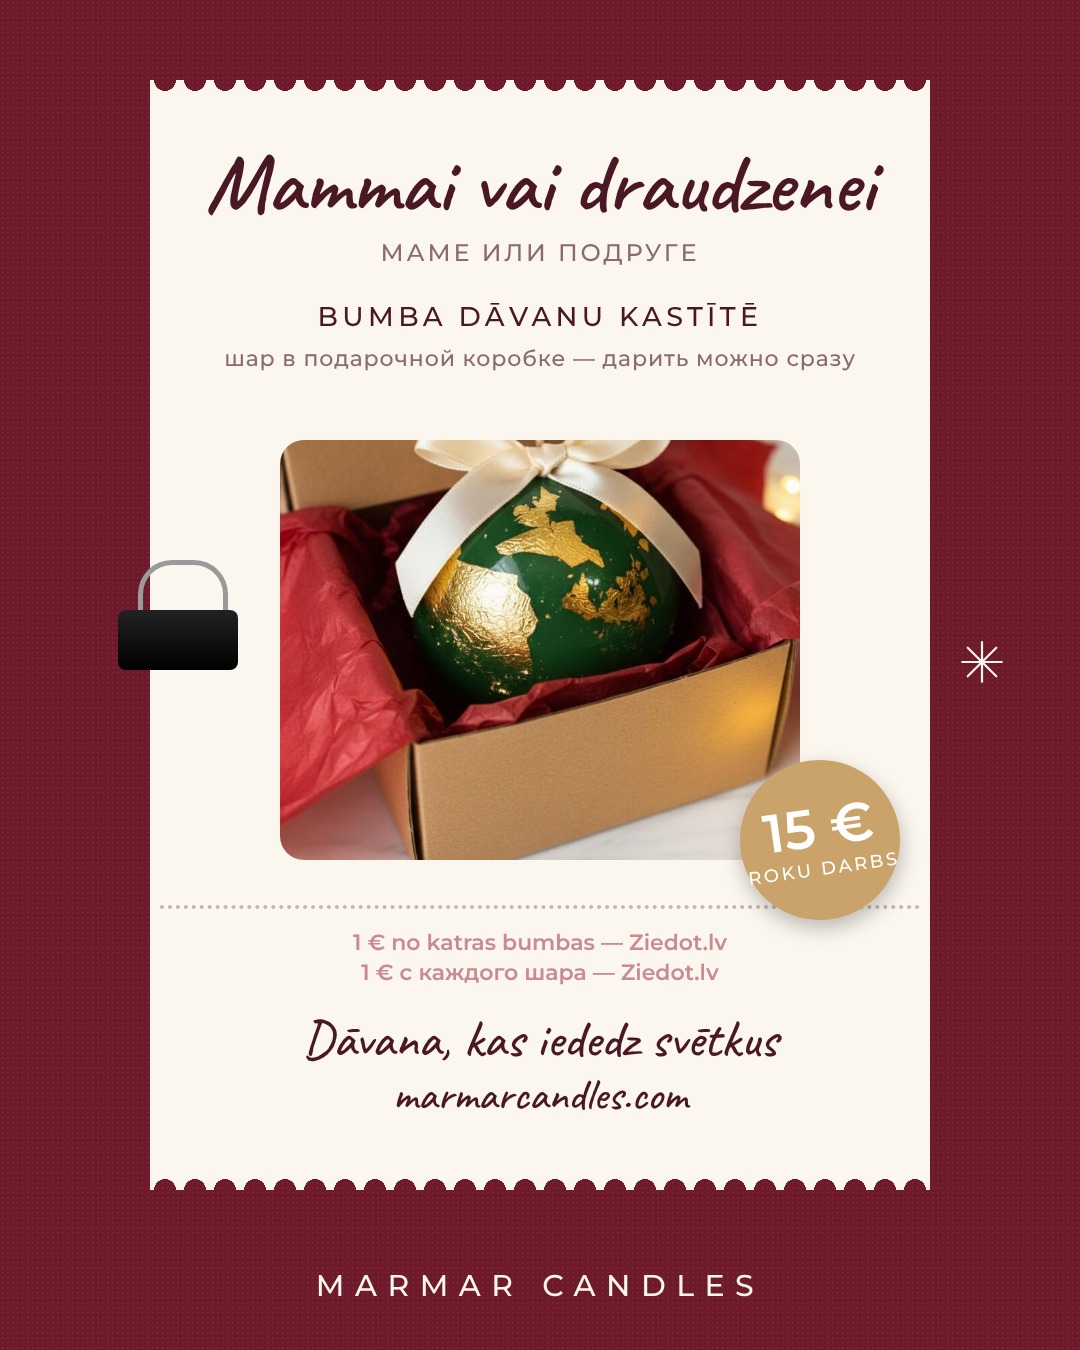 Mammai vai draudzenei
МАМЕ ИЛИ ПОДРУГЕ
BUMBA DĀVANU KASTĪTĒ
шар в подарочной коробке — дарить можно сразу
15 €
ROKU DARBS
1 € no katras bumbas — Ziedot.lv
1 € с каждого шара — Ziedot.lv
Dāvana, kas iededz svētkus
marmarcandles.com
MARMAR CANDLES